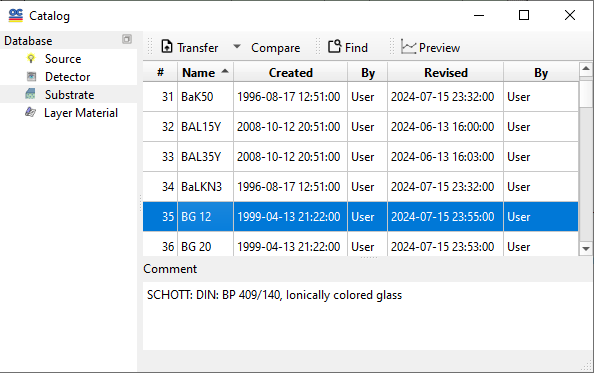 Catalog
Database
Source
Detector
Substrate
Layer Material
Transfer Compare Find Preview
# Name Created By Revised By
31 BaK50 1996-08-17 12:51:00 User 2024-07-15 23:32:00 User
32 BAL15Y 2008-10-12 20:51:00 User 2024-06-13 16:00:00 User
33 BAL35Y 2008-10-12 20:51:00 User 2024-06-13 16:03:00 User
34 BaLKN3 1996-08-17 12:51:00 User 2024-07-15 23:32:00 User
35 BG 12 1999-04-13 21:22:00 User 2024-07-15 23:55:00 User
36 BG 20 1999-04-13 21:22:00 User 2024-07-15 23:53:00 User
Comment
SCHOTT: DIN: BP 409/140, Ionically colored glass